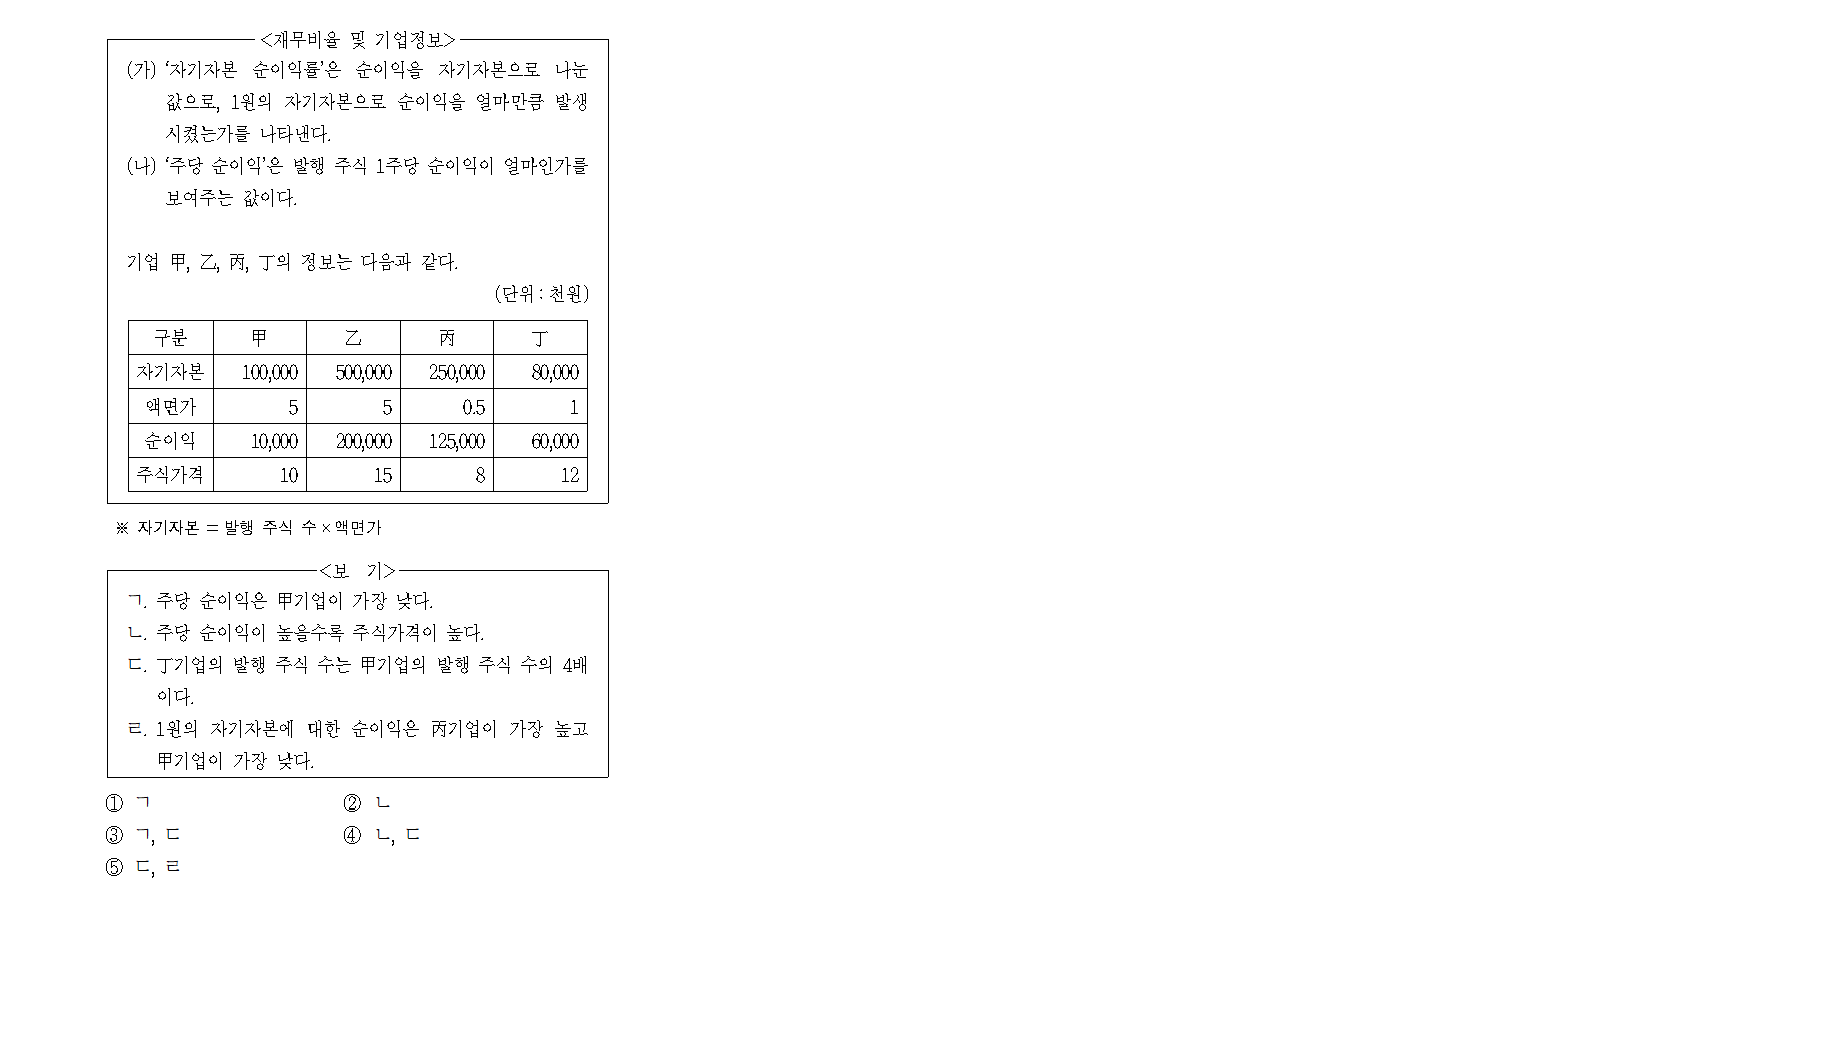 <재무비율 및 기업정보>
(가) ‘자기자본 순이익률’은 순이익을 자기자본으로 나눈
값으로, 1원의 자기자본으로 순이익을 얼마만큼 발생
시켰는가를 나타낸다.
(나) ‘주당 순이익’은 발행 주식 1주당 순이익이 얼마인가를
보여주는 값이다.
기업 甲, 乙, 丙, 丁의 정보는 다음과 같다.
(단위 : 천원)
구분 甲 乙 丙 丁
자기자본 100,000 500,000 250,000 80,000
액면가 5 5 0.5 1
순이익 10,000 200,000 125,000 60,000
주식가격 10 15 8 12
※ 자기자본 = 발행 주식 수 × 액면가
<보 기>
ㄱ. 주당 순이익은 甲기업이 가장 낮다.
ㄴ. 주당 순이익이 높을수록 주식가격이 높다.
ㄷ. 丁기업의 발행 주식 수는 甲기업의 발행 주식 수의 4배
이다.
ㄹ. 1원의 자기자본에 대한 순이익은 丙기업이 가장 높고
甲기업이 가장 낮다.
① ㄱ ② ㄴ
③ ㄱ, ㄷ ④ ㄴ, ㄷ
⑤ ㄷ, ㄹ